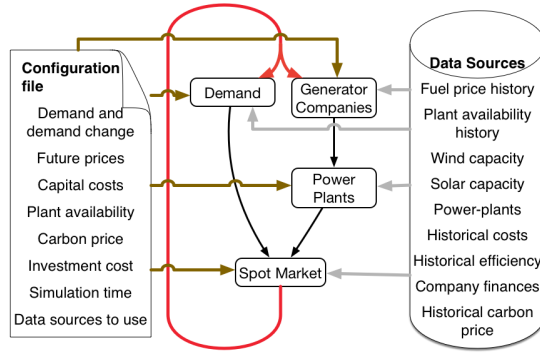 Configuration
file
Demand and
demand change
Future prices
Capital costs
Plant availability
Carbon price
Investment cost
Simulation time
Data sources to use
Demand
Generator
Companies
Power
Plants
Spot Market
Data Sources
Fuel price history
Plant availability
history
Wind capacity
Solar capacity
Power-plants
Historical costs
Historical efficiency
Company finances
Historical carbon
price